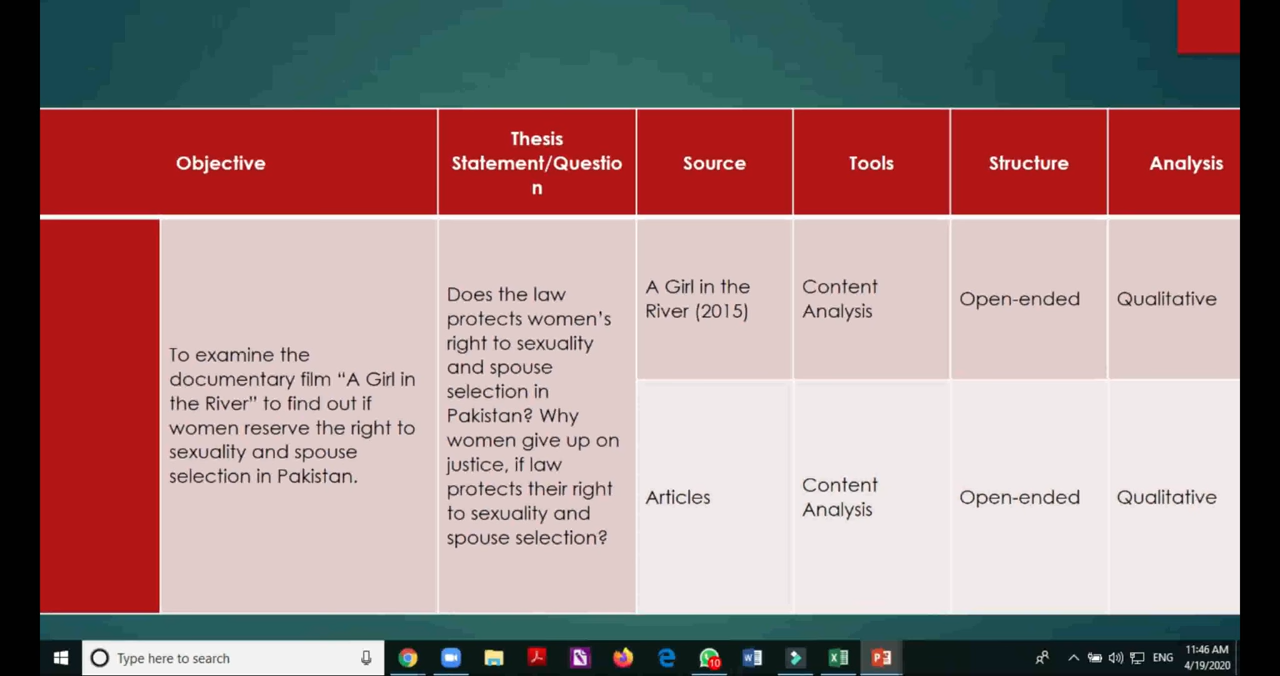 Objective
Thesis
Statement/Questio
n
Source
Tools
Structure
Analysis
To examine the
documentary film “A Girl in
the River” to find out if
women reserve the right to
sexuality and spouse
selection in Pakistan.
Does the law
protects women’s
right to sexuality
and spouse
selection in
Pakistan? Why
women give up on
justice, if law
protects their right
to sexuality and
spouse selection?
A Girl in the
River (2015)
Content
Analysis
Open-ended
Qualitative
Articles
Content
Analysis
Open-ended
Qualitative
Type here to search
10
ENG
11:46 AM
4/19/2020